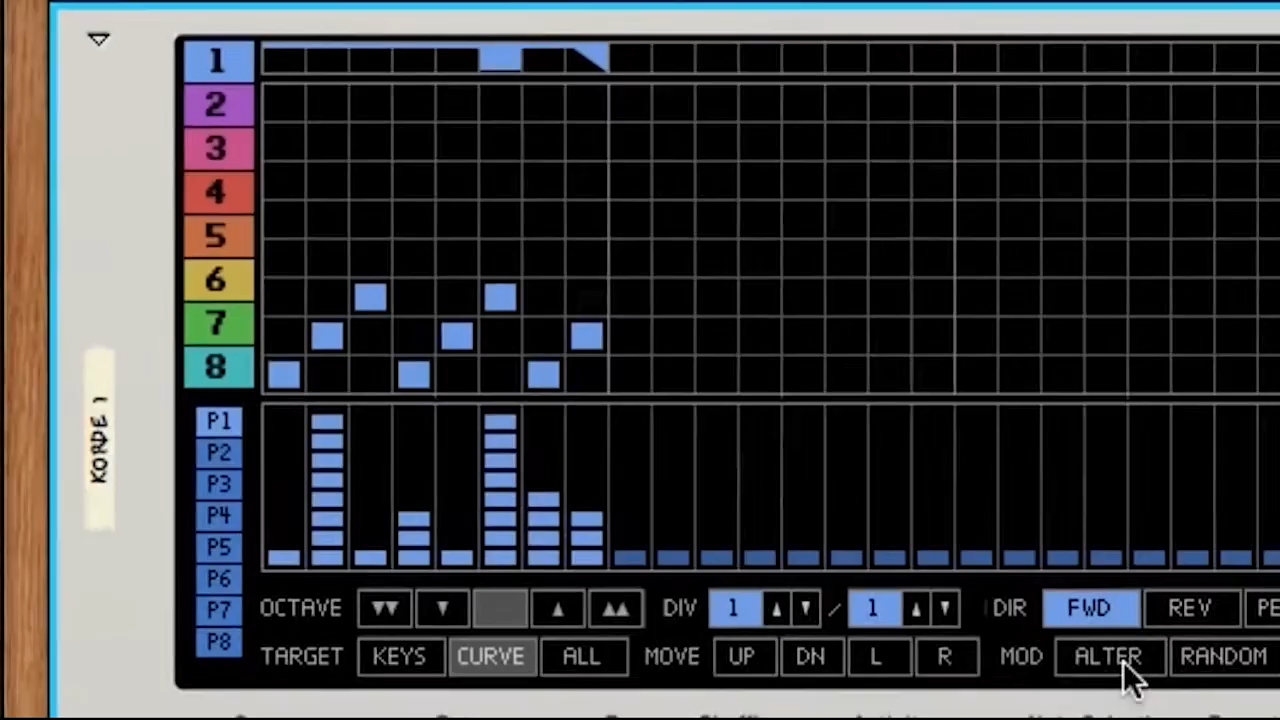 1
2
3
4
5
6
7
8
KORDE 1
P1
P2
P3
P4
P5
P6
P7
P8
OCTAVE DIV 1 / 1 DIR FWD REV PE
TARGET KEYS CURVE ALL MOVE UP DN L R MOD ALTER RANDOM